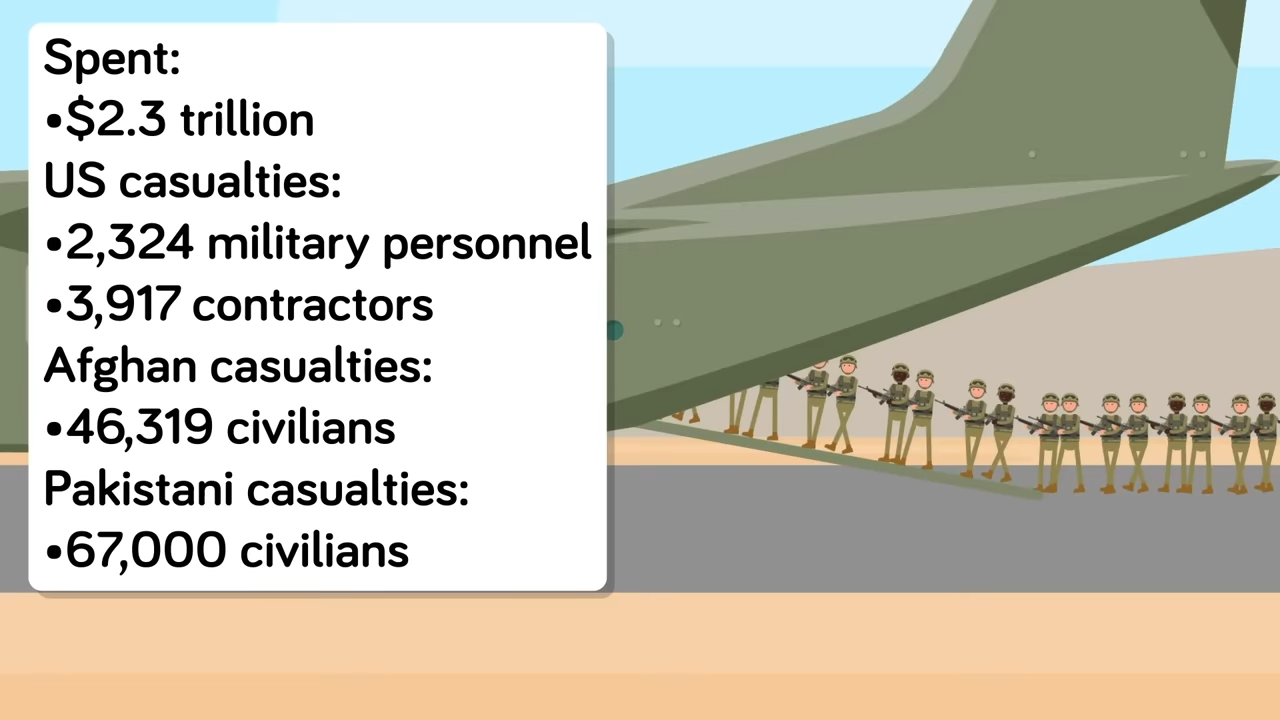 Spent:
•$2.3 trillion
US casualties:
•2,324 military personnel
•3,917 contractors
Afghan casualties:
•46,319 civilians
Pakistani casualties:
•67,000 civilians